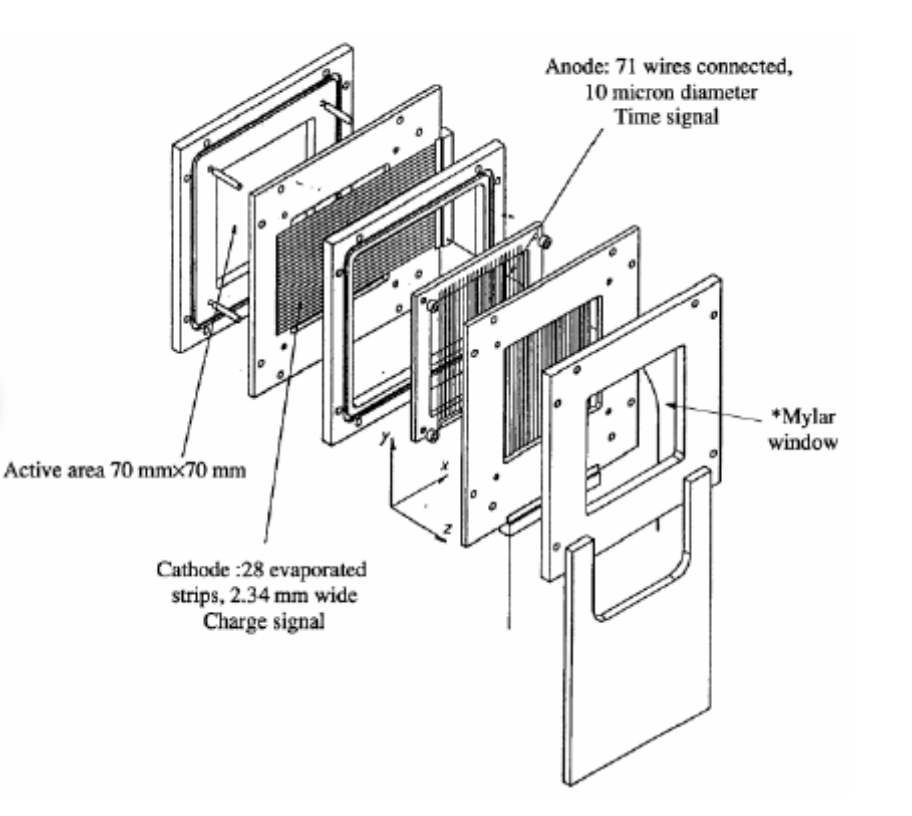 Anode: 71 wires connected,
10 micron diameter
Time signal
*Mylar
window
y
x
z
Active area 70 mm×70 mm
Cathode :28 evaporated
strips, 2.34 mm wide
Charge signal